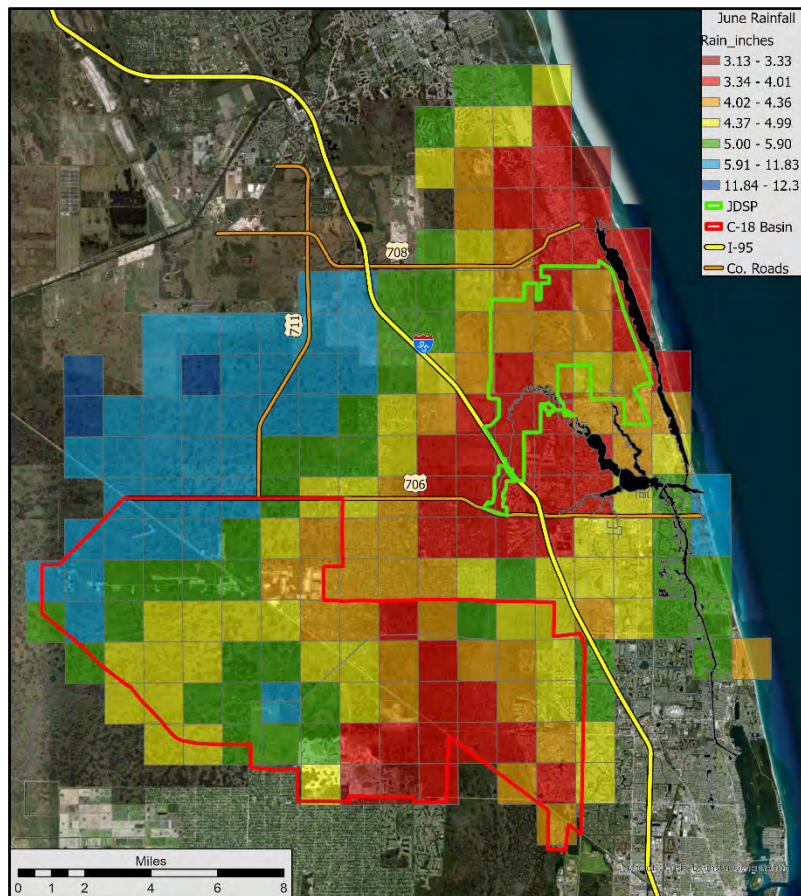 June Rainfall
Rain_inches
3.13 - 3.33
3.34 - 4.01
4.02 - 4.36
4.37 - 4.99
5.00 - 5.90
5.91 - 11.83
11.84 - 12.3
JDSP
C-18 Basin
I-95
Co. Roads
708
711
95
706
Miles
0 1 2 4 6 8